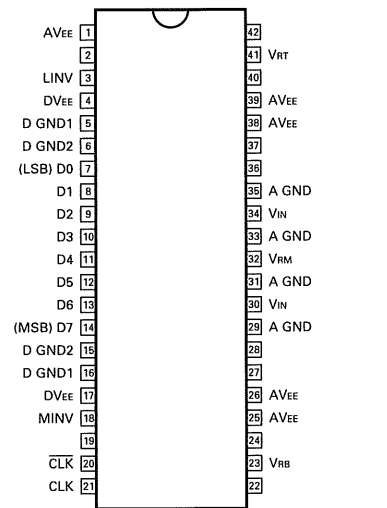 AVEE 1 42
2 41 VRT
LINV 3 40
DVEE 4 39 AVEE
D GND1 5 38 AVEE
D GND2 6 37
(LSB) D0 7 36
D1 8 35 A GND
D2 9 34 VIN
D3 10 33 A GND
D4 11 32 VRM
D5 12 31 A GND
D6 13 30 VIN
(MSB) D7 14 29 A GND
D GND2 15 28
D GND1 16 27
DVEE 17 26 AVEE
MINV 18 25 AVEE
19 24
C̅L̅K̅ 20 23 VRB
CLK 21 22